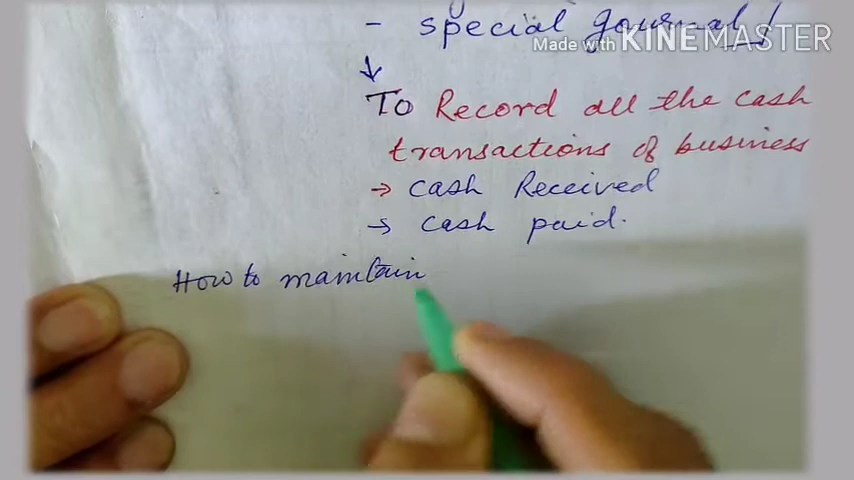 - special Journal!
Made with KINEMASTER
To Record all the cash
transactions of business
→ cash Received
→ cash paid.
How to maintain